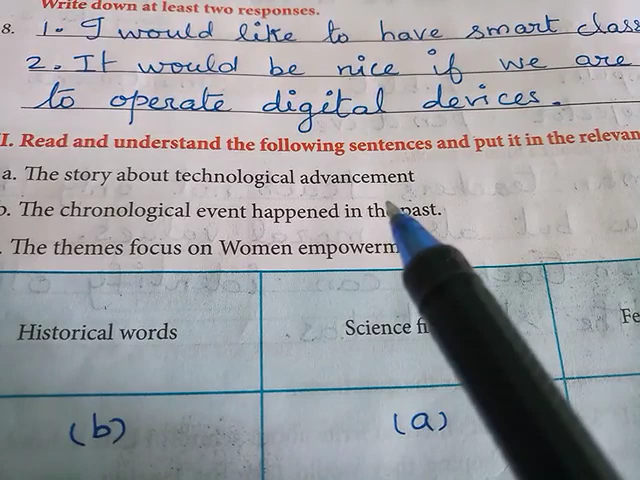 Write down at least two responses.
8. 1. I would like to have smart class
2. It would be nice if we are
to operate digital devices.
I. Read and understand the following sentences and put it in the relevan
a. The story about technological advancement
b. The chronological event happened in th past.
. The themes focus on Women empowerm
Historical words Science fi Fe
(b) (a)